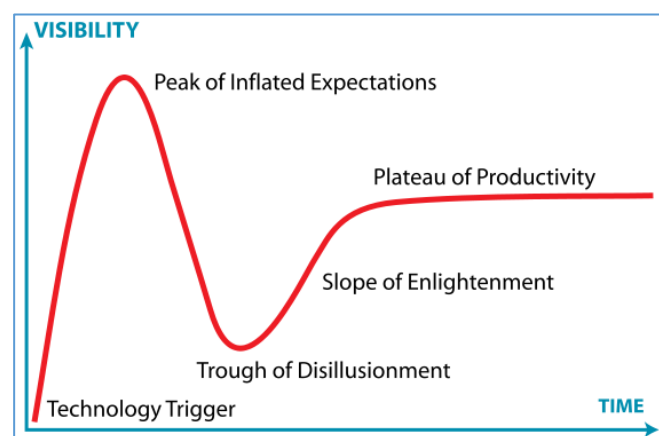 VISIBILITY
Peak of Inflated Expectations
Plateau of Productivity
Slope of Enlightenment
Trough of Disillusionment
Technology Trigger
TIME